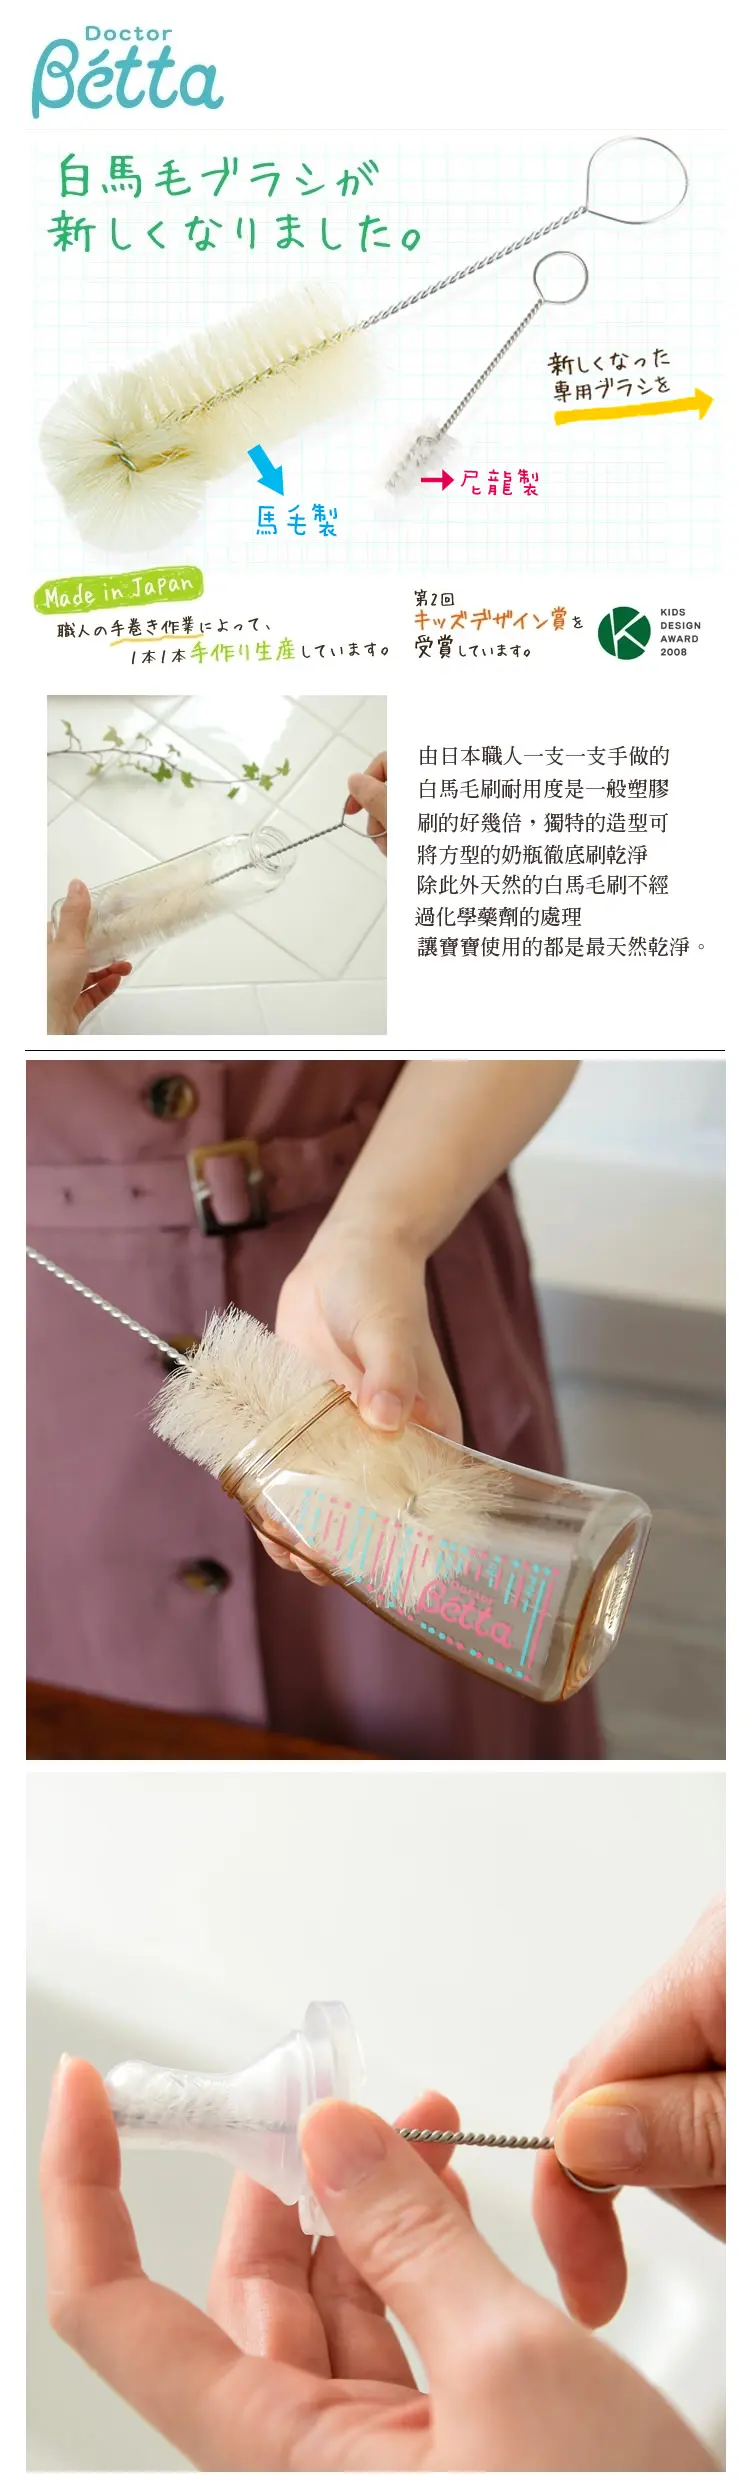 Doctor
Bétta
白馬毛ブラシが
新しくなりました。
新しくなった
専用ブラシを
尼龍製
馬毛製
Made in Japan
職人の手巻き作業によって、
1本1本手作り生産しています。
第2回
キッズデザイン賞を
受賞しています。
KIDS
DESIGN
AWARD
2008
由日本職人一支一支手做的
白馬毛刷耐用度是一般塑膠
刷的好幾倍，獨特的造型可
將方型的奶瓶徹底刷乾淨
除此外天然的白馬毛刷不經
過化學藥劑的處理
讓寶寶使用的都是最天然乾淨。
Doctor
Bétta